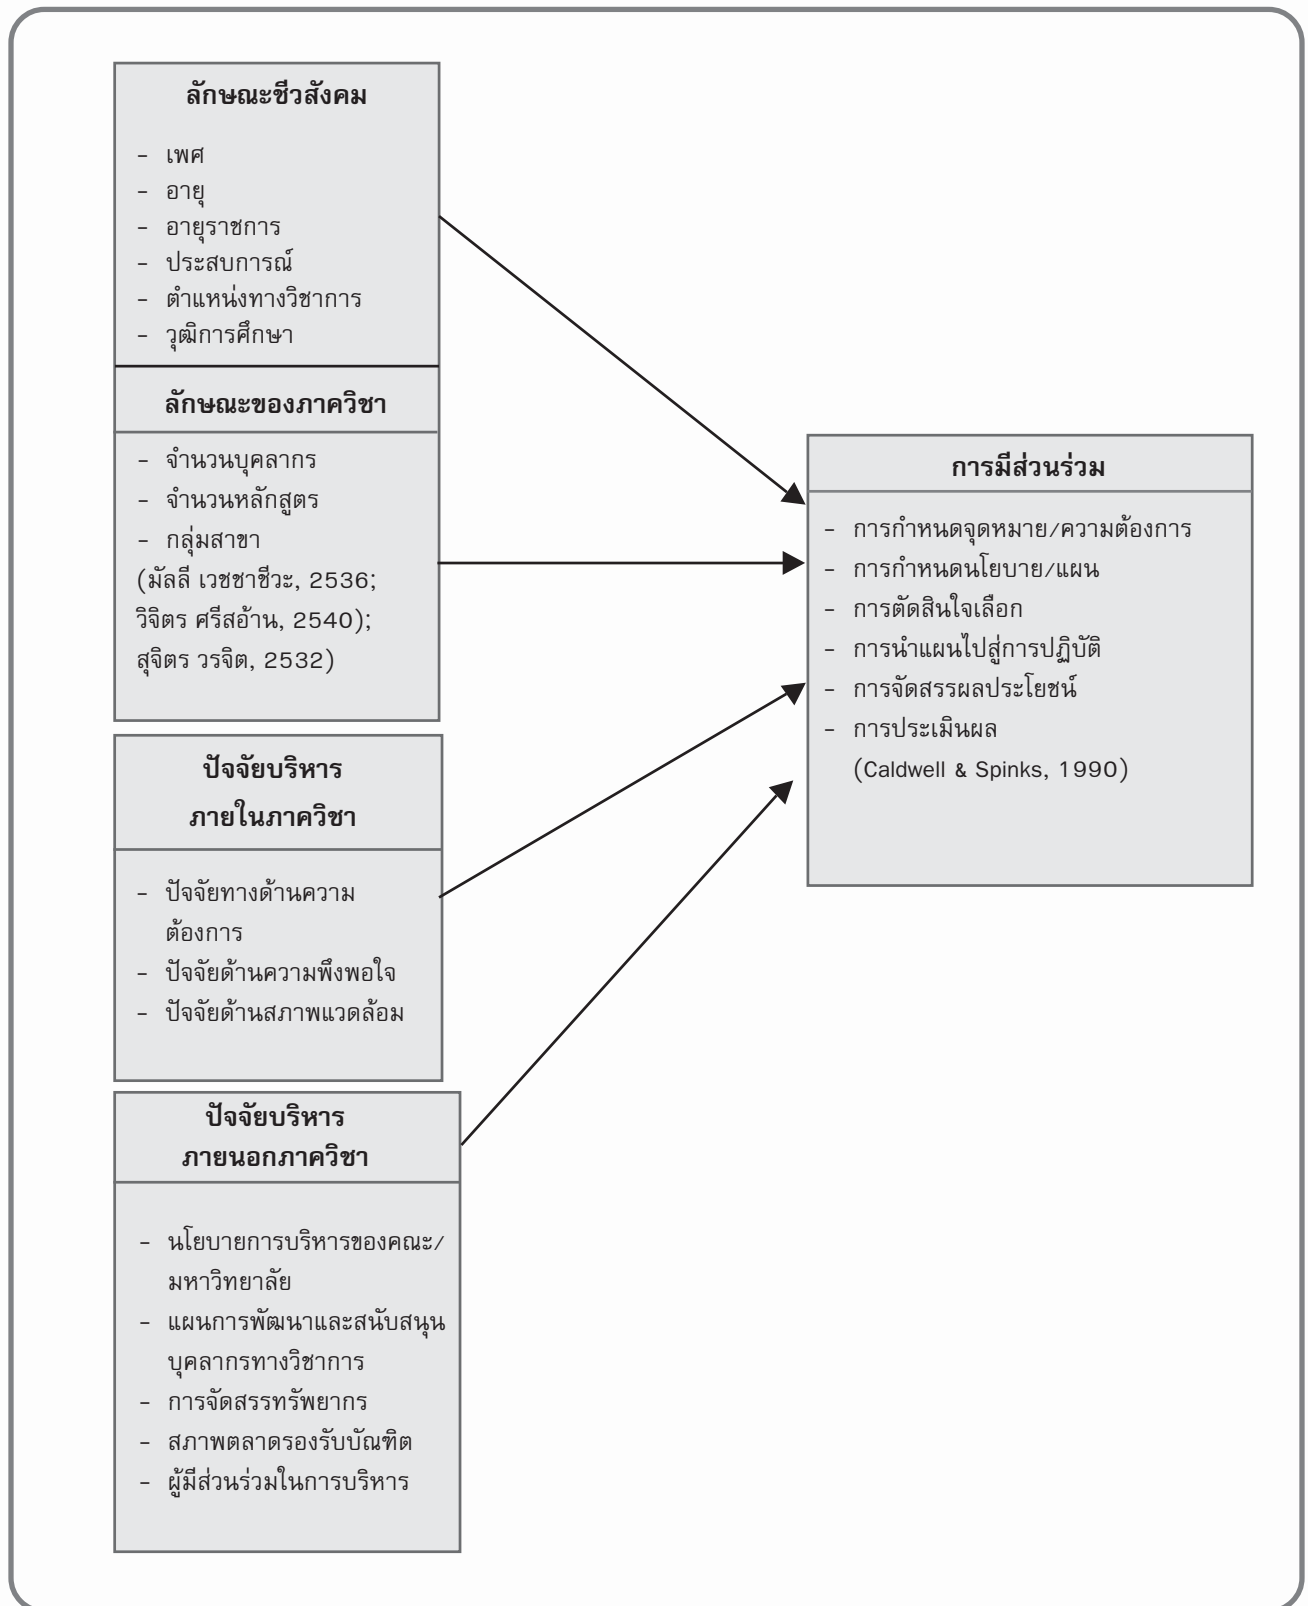 ลักษณะชีวสังคม
- เพศ
- อายุ
- อายุราชการ
- ประสบการณ์
- ตำแหน่งทางวิชาการ
- วุฒิการศึกษา
ลักษณะของภาควิชา
- จำนวนบุคลากร
- จำนวนหลักสูตร
- กลุ่มสาขา
(มัลลี เวชชาชีวะ, 2536;
วิจิตร ศรีสอ้าน, 2540);
สุจิตร วรจิต, 2532)
ปัจจัยบริหาร
ภายในภาควิชา
- ปัจจัยทางด้านความ
ต้องการ
- ปัจจัยด้านความพึงพอใจ
- ปัจจัยด้านสภาพแวดล้อม
ปัจจัยบริหาร
ภายนอกภาควิชา
- นโยบายการบริหารของคณะ/
มหาวิทยาลัย
- แผนการพัฒนาและสนับสนุน
บุคลากรทางวิชาการ
- การจัดสรรทรัพยากร
- สภาพตลาดรองรับบัณฑิต
- ผู้มีส่วนร่วมในการบริหาร
การมีส่วนร่วม
- การกำหนดจุดหมาย/ความต้องการ
- การกำหนดนโยบาย/แผน
- การตัดสินใจเลือก
- การนำแผนไปสู่การปฏิบัติ
- การจัดสรรผลประโยชน์
- การประเมินผล
(Caldwell & Spinks, 1990)